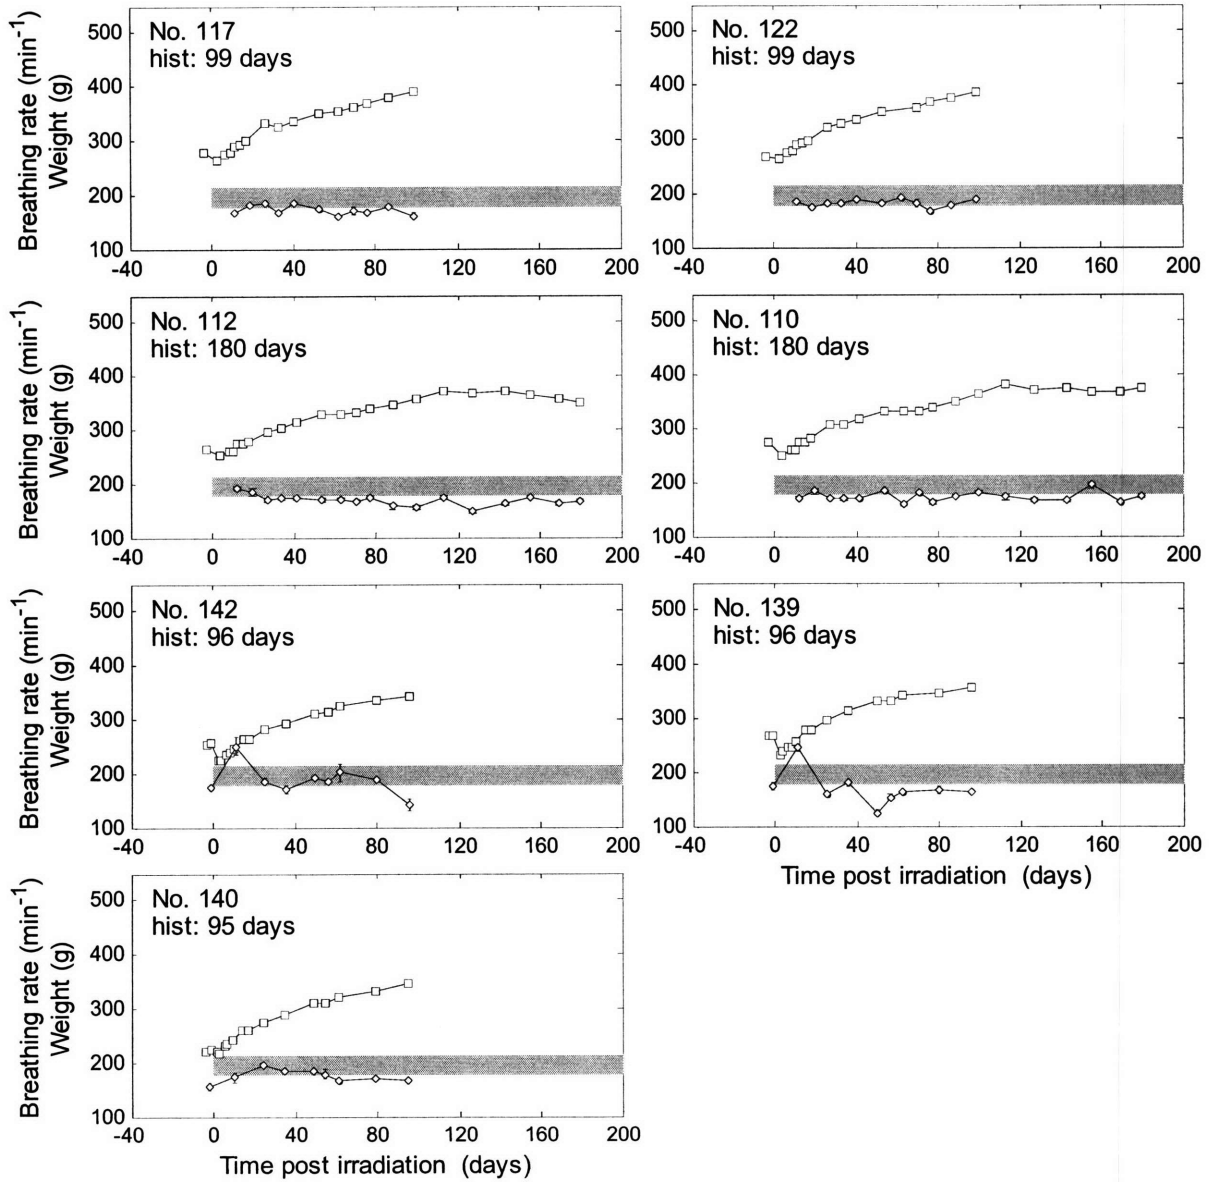 Breathing rate (min⁻¹)
Weight (g)
500
400
300
200
100
No. 117
hist: 99 days
-40 0 40 80 120 160 200
500
400
300
200
100
No. 122
hist: 99 days
-40 0 40 80 120 160 200
Breathing rate (min⁻¹)
Weight (g)
500
400
300
200
100
No. 112
hist: 180 days
-40 0 40 80 120 160 200
500
400
300
200
100
No. 110
hist: 180 days
-40 0 40 80 120 160 200
Breathing rate (min⁻¹)
Weight (g)
500
400
300
200
100
No. 142
hist: 96 days
-40 0 40 80 120 160 200
500
400
300
200
100
No. 139
hist: 96 days
-40 0 40 80 120 160 200
Time post irradiation (days)
Breathing rate (min⁻¹)
Weight (g)
500
400
300
200
100
No. 140
hist: 95 days
-40 0 40 80 120 160 200
Time post irradiation (days)